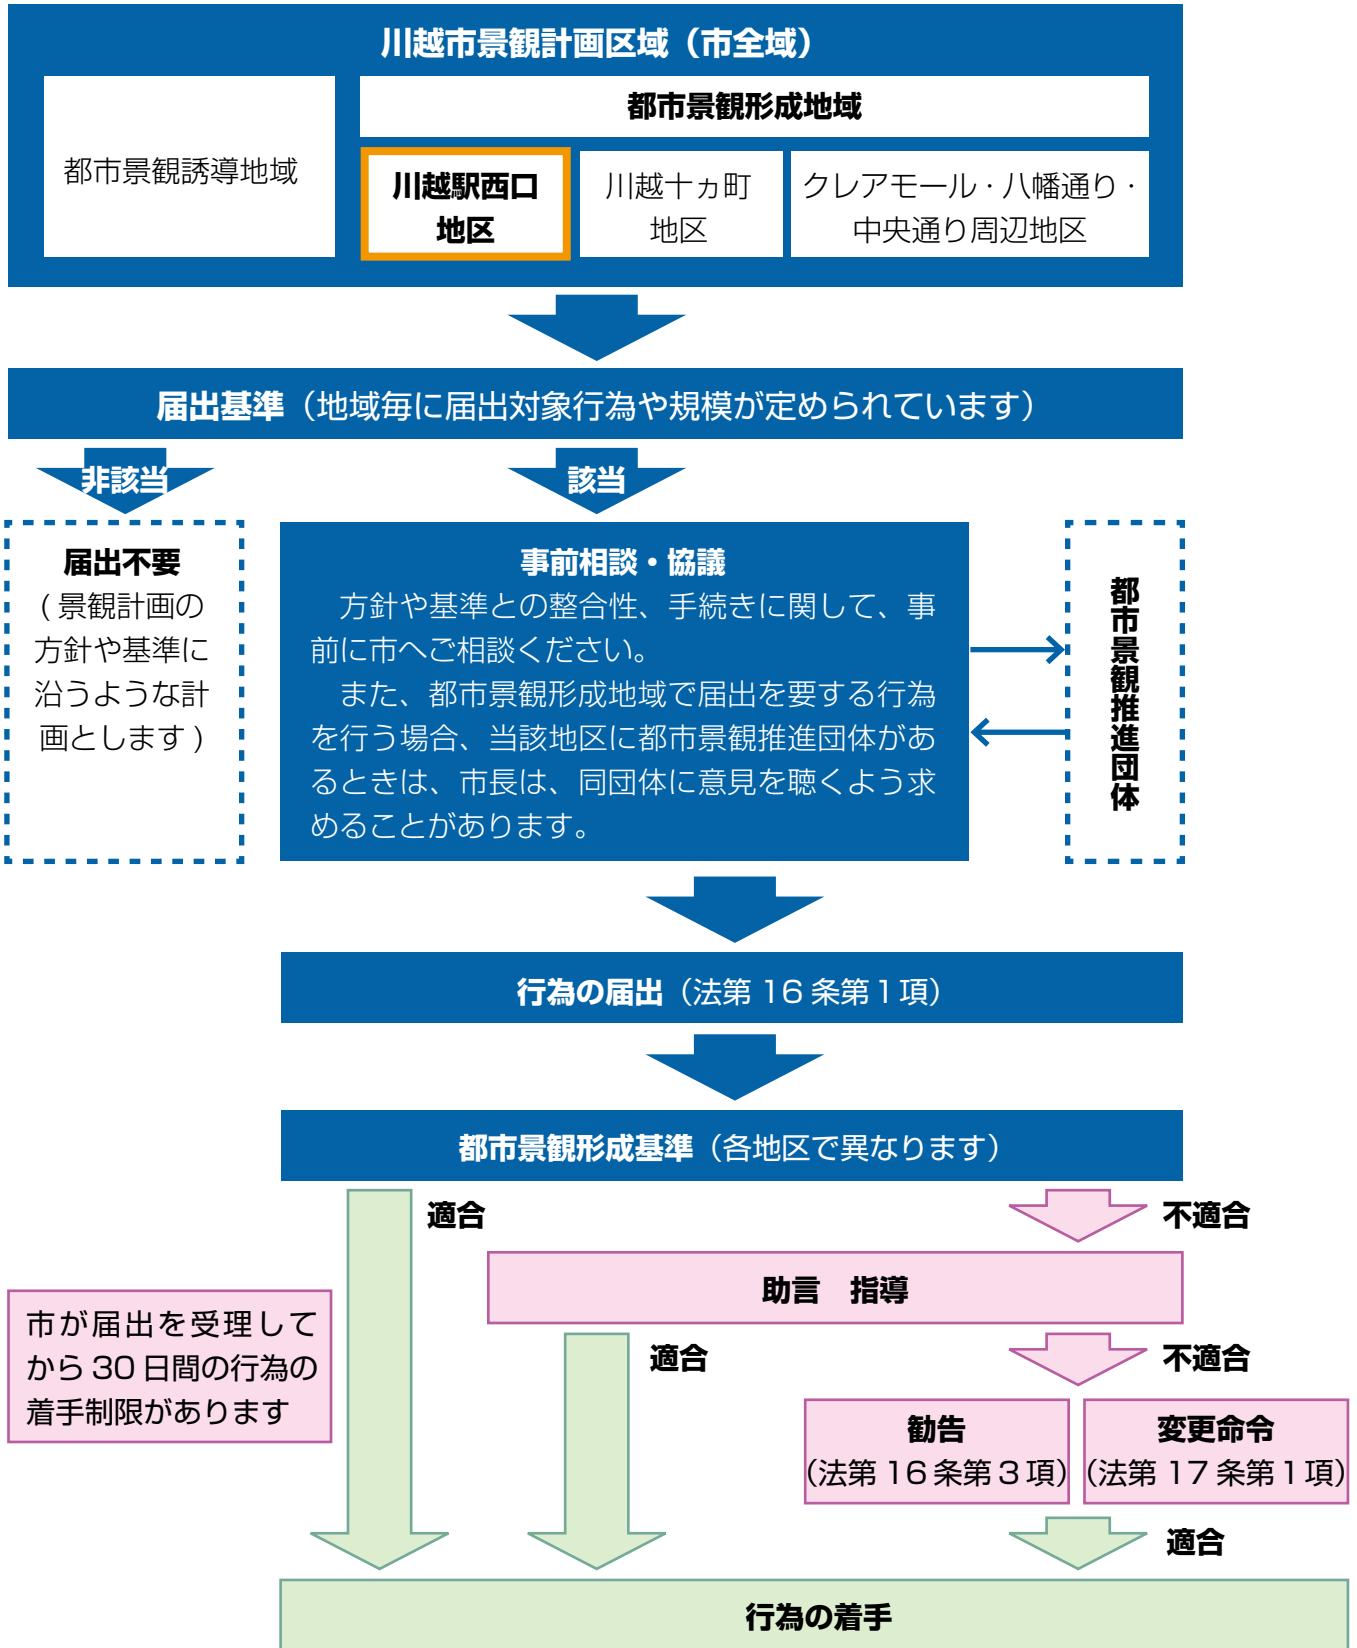 川越市景観計画区域（市全域）
都市景観誘導地域
都市景観形成地域
川越駅西口
地区
川越十ヵ町
地区
クレアモール・八幡通り・
中央通り周辺地区
届出基準（地域毎に届出対象行為や規模が定められています）
非該当
該当
届出不要
(景観計画の
方針や基準に
沿うような計
画とします)
事前相談・協議
方針や基準との整合性、手続きに関して、事
前に市へご相談ください。
また、都市景観形成地域で届出を要する行為
を行う場合、当該地区に都市景観推進団体があ
るときは、市長は、同団体に意見を聴くよう求
めることがあります。
都市景観推進団体
行為の届出（法第16条第1項）
都市景観形成基準（各地区で異なります）
適合
不適合
助言　指導
市が届出を受理して
から30日間の行為の
着手制限があります
適合
不適合
勧告
(法第16条第3項)
変更命令
(法第17条第1項)
適合
行為の着手